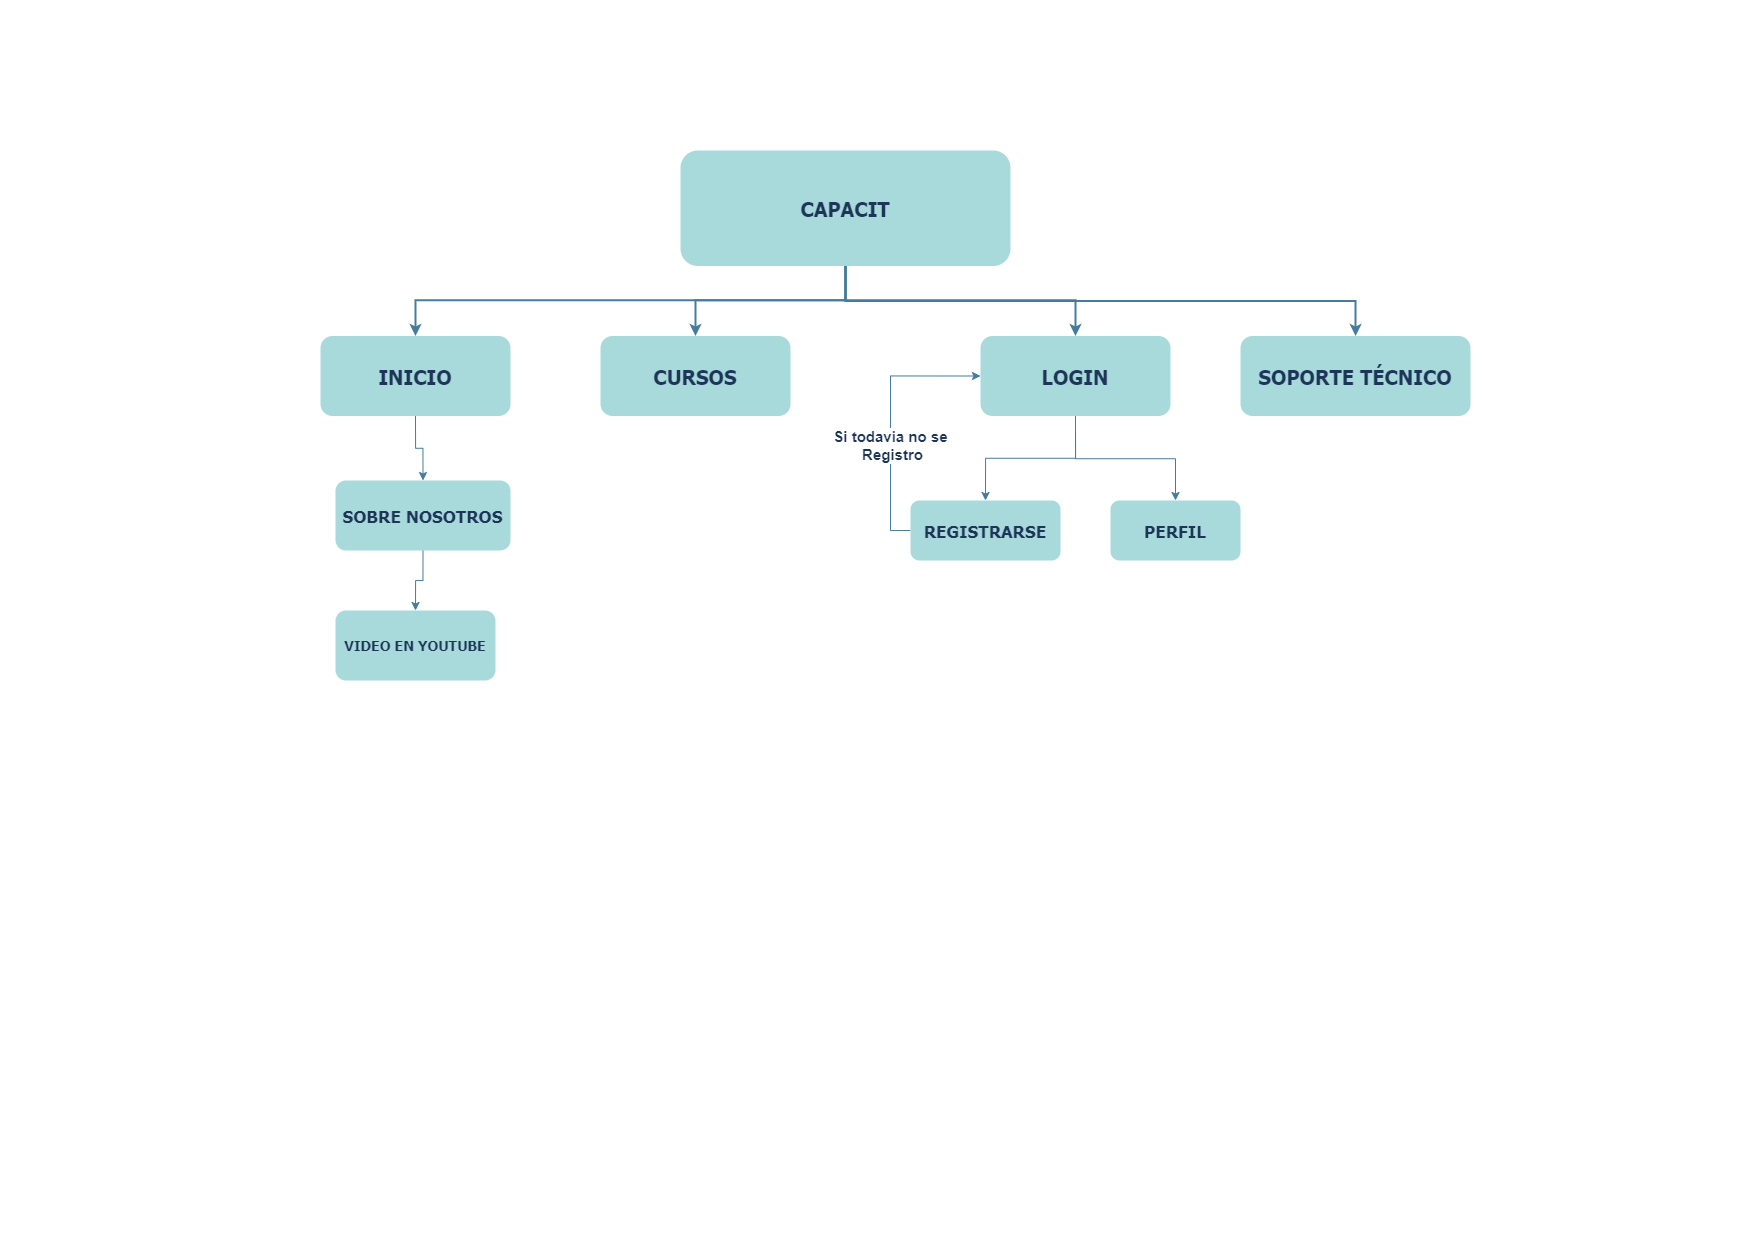 CAPACIT
INICIO
CURSOS
LOGIN
SOPORTE TÉCNICO
Si todavia no se
Registro
SOBRE NOSOTROS
REGISTRARSE
PERFIL
VIDEO EN YOUTUBE